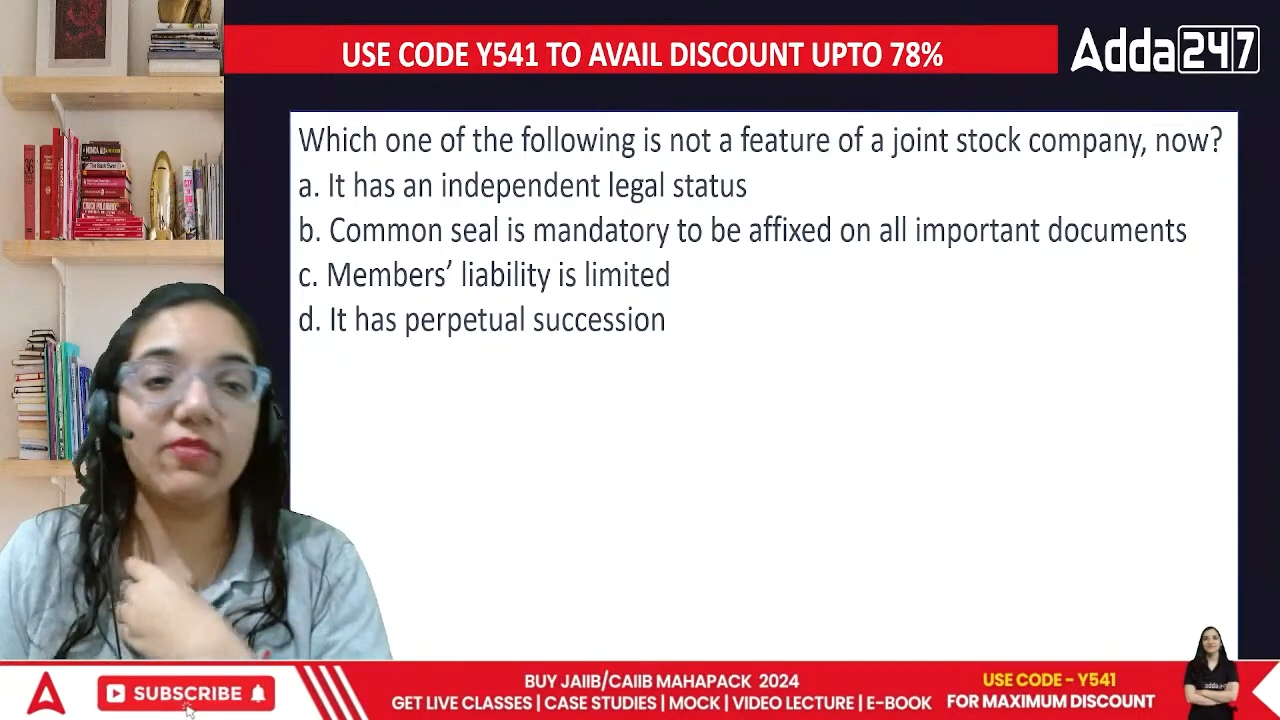 USE CODE Y541 TO AVAIL DISCOUNT UPTO 78%
Adda247
Which one of the following is not a feature of a joint stock company, now?
a. It has an independent legal status
b. Common seal is mandatory to be affixed on all important documents
c. Members’ liability is limited
d. It has perpetual succession
SUBSCRIBE
BUY JAIIB/CAIIB MAHAPACK 2024
GET LIVE CLASSES | CASE STUDIES | MOCK | VIDEO LECTURE | E-BOOK
USE CODE - Y541
FOR MAXIMUM DISCOUNT